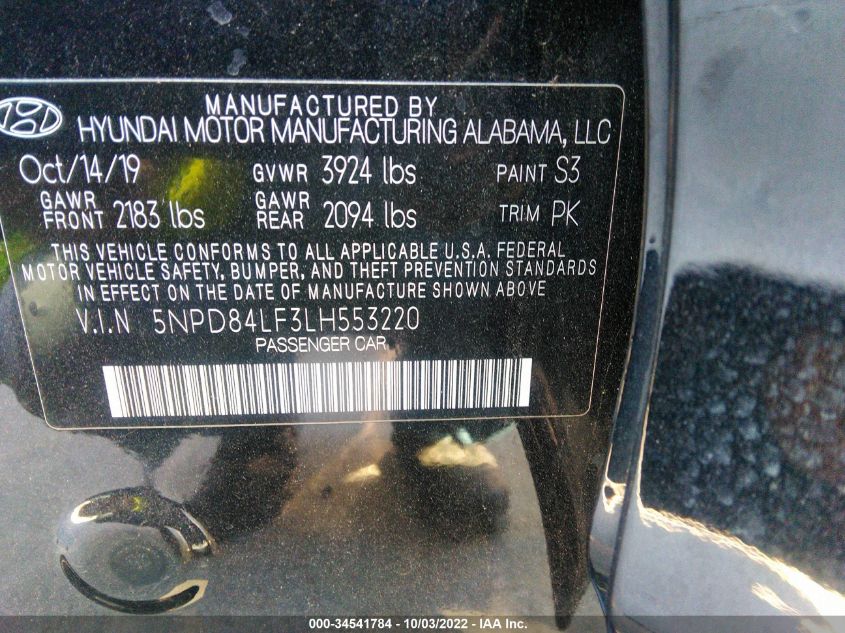 MANUFACTURED BY
HYUNDAI MOTOR MANUFACTURING ALABAMA, LLC
Oct/14/19 GVWR 3924 lbs PAINT S3
GAWR FRONT 2183 lbs GAWR REAR 2094 lbs TRIM PK
THIS VEHICLE CONFORMS TO ALL APPLICABLE U.S.A. FEDERAL
MOTOR VEHICLE SAFETY, BUMPER, AND THEFT PREVENTION STANDARDS
IN EFFECT ON THE DATE OF MANUFACTURE SHOWN ABOVE
V.I.N 5NPD84LF3LH553220
PASSENGER CAR
000-34541784 - 10/03/2022 - IAA Inc.